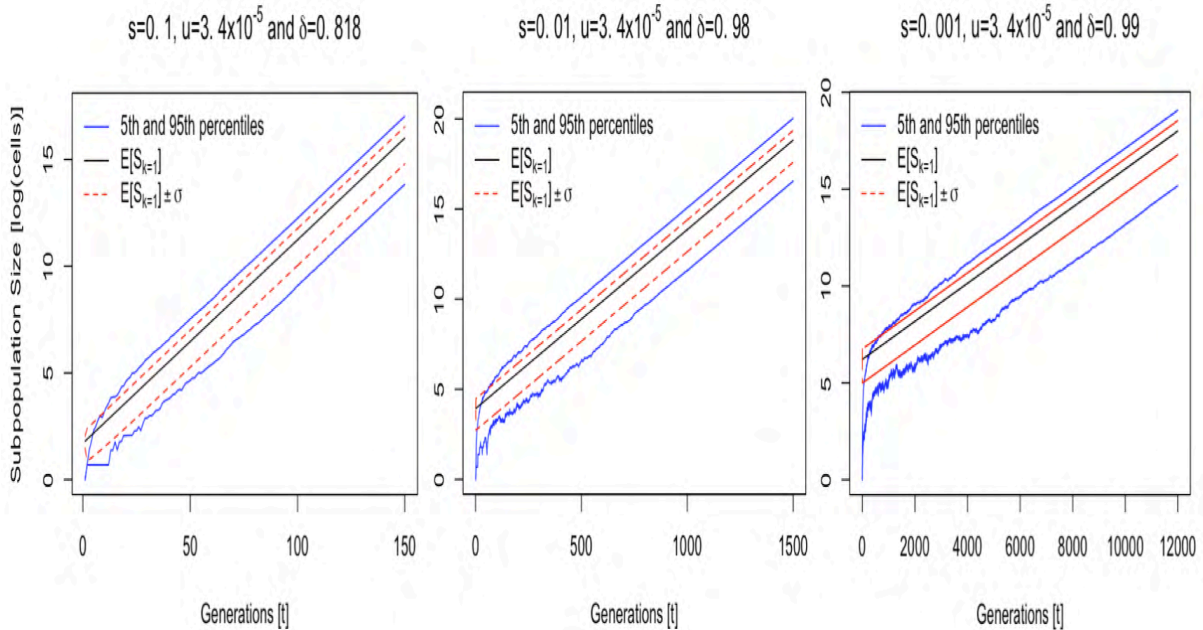 s=0.1, u=3.4x10⁻⁵ and δ=0.818
s=0.01, u=3.4x10⁻⁵ and δ=0.98
s=0.001, u=3.4x10⁻⁵ and δ=0.99
Subpopulation Size [log(cells)]
5th and 95th percentiles
E[Sₖ₌₁]
E[Sₖ₌₁] ± σ
15
10
5
0
0
50
100
150
Generations [t]
5th and 95th percentiles
E[Sₖ₌₁]
E[Sₖ₌₁] ± σ
20
15
10
5
0
0
500
1000
1500
Generations [t]
5th and 95th percentiles
E[Sₖ₌₁]
E[Sₖ₌₁] ± σ
20
15
10
5
0
0
2000
4000
6000
8000
10000
12000
Generations [t]